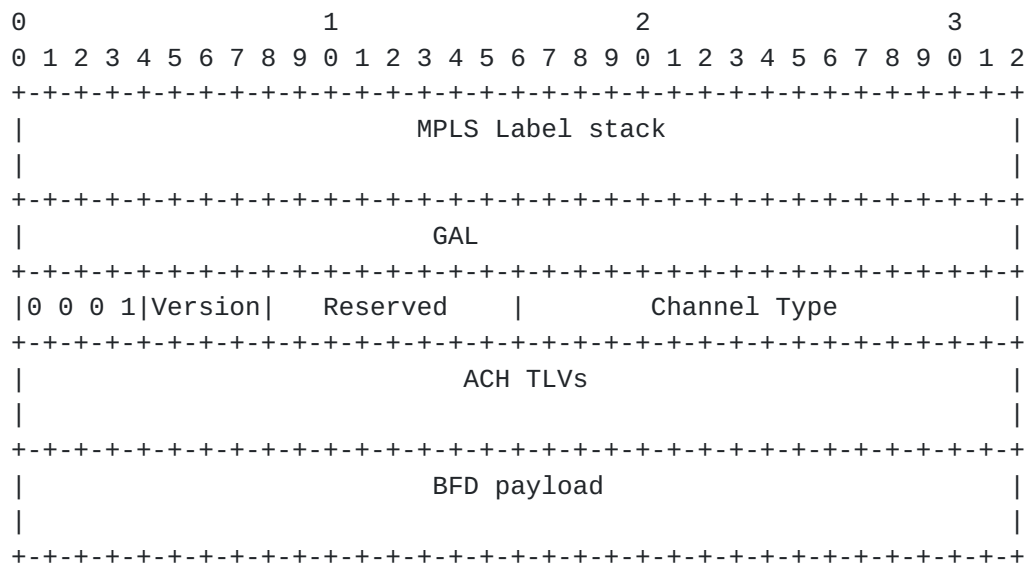 0                   1                   2                   3
0 1 2 3 4 5 6 7 8 9 0 1 2 3 4 5 6 7 8 9 0 1 2 3 4 5 6 7 8 9 0 1 2
+-+-+-+-+-+-+-+-+-+-+-+-+-+-+-+-+-+-+-+-+-+-+-+-+-+-+-+-+-+-+-+-+
|                         MPLS Label stack                      |
|                                                               |
+-+-+-+-+-+-+-+-+-+-+-+-+-+-+-+-+-+-+-+-+-+-+-+-+-+-+-+-+-+-+-+-+
|                          GAL                                  |
+-+-+-+-+-+-+-+-+-+-+-+-+-+-+-+-+-+-+-+-+-+-+-+-+-+-+-+-+-+-+-+-+
|0 0 0 1|Version|   Reserved    |        Channel Type           |
+-+-+-+-+-+-+-+-+-+-+-+-+-+-+-+-+-+-+-+-+-+-+-+-+-+-+-+-+-+-+-+-+
|                            ACH TLVs                           |
|                                                               |
+-+-+-+-+-+-+-+-+-+-+-+-+-+-+-+-+-+-+-+-+-+-+-+-+-+-+-+-+-+-+-+-+
|                          BFD payload                          |
|                                                               |
+-+-+-+-+-+-+-+-+-+-+-+-+-+-+-+-+-+-+-+-+-+-+-+-+-+-+-+-+-+-+-+-+